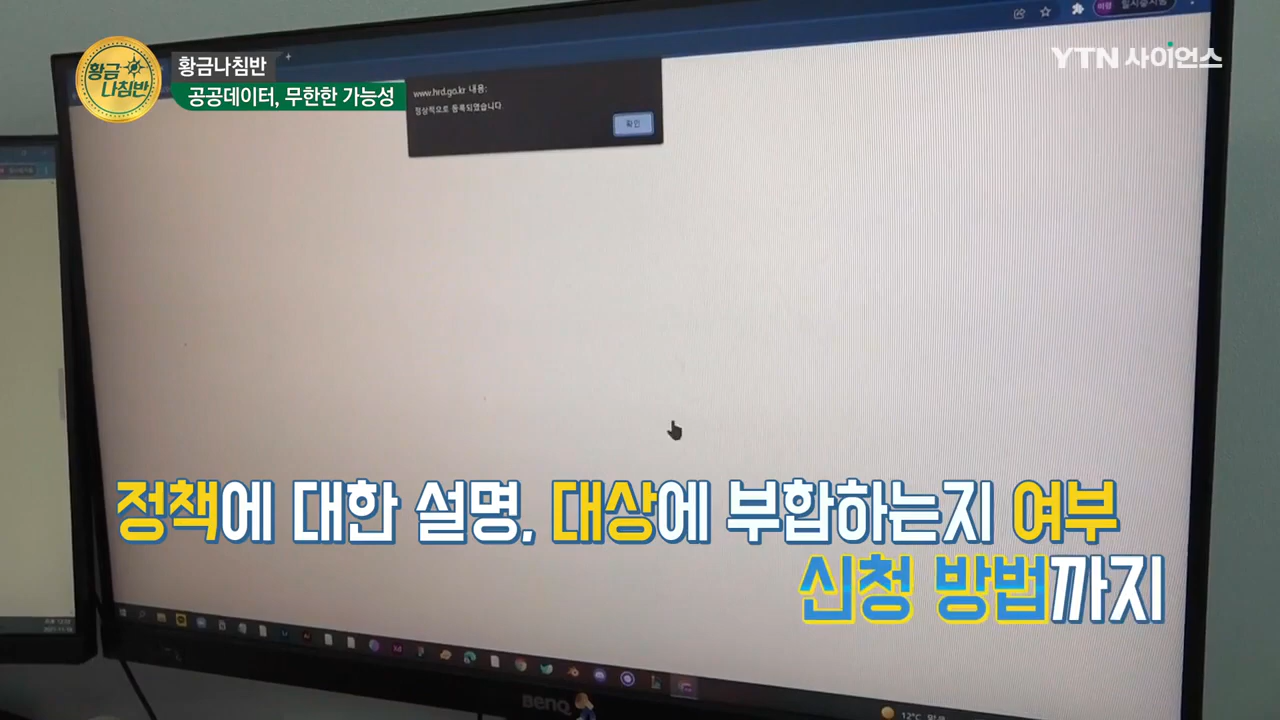 황금
나침반
황금나침반
공공데이터, 무한한 가능성
YTN 사이언스
www.hrd.go.kr 내용:
정상적으로 등록되었습니다.
확인
정책에 대한 설명, 대상에 부합하는지 여부
신청 방법까지
BenQ
12°C